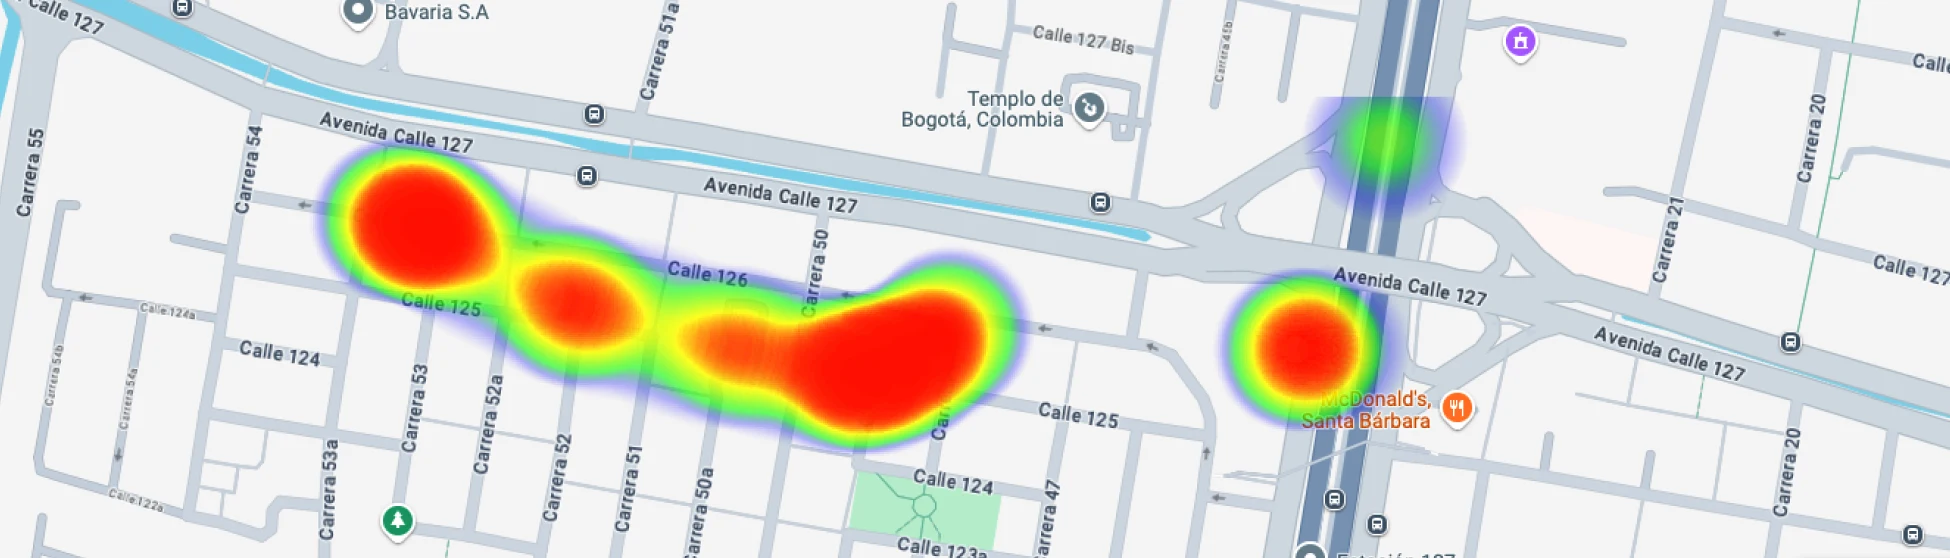 Calle 127
Bavaria S.A
Carrera 51a
Calle 127 Bis
Carrera 45b
Calle
Templo de
Bogotá, Colombia
Carrera 20
Carrera 55
Carrera 54
Avenida Calle 127
Avenida Calle 127
Carrera 50
Carrera 21
Calle 127
Calle 126
Avenida Calle 127
Calle 125
Calle 124a
Calle 124
Avenida Calle 127
Carrera 54b
Carrera 54a
Carrera 53
Carrera 52a
McDonald's,
Santa Bárbara
Calle 125
Carrera 53a
Carrera 52
Carrera 51
Carrera 50a
Calle 124
Carrera 47
Carrera 20
Calle 122a
Calle 123a
Estación 127